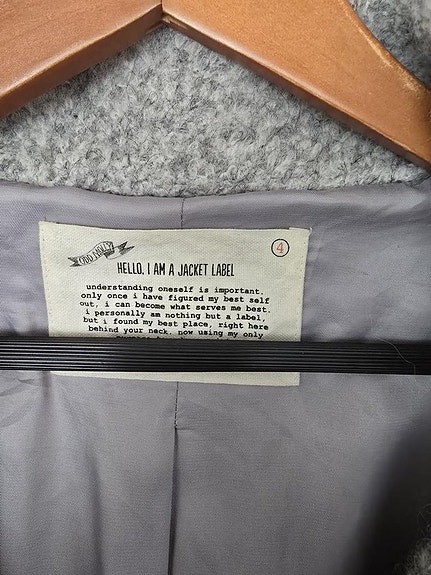 ODD MOLLY
4
HELLO, I AM A JACKET LABEL
understanding oneself is important.
only once i have figured my best self
out, i can become what serves me best.
i personally am nothing but a label,
but i found my best place, right here
behind your neck. now using my only